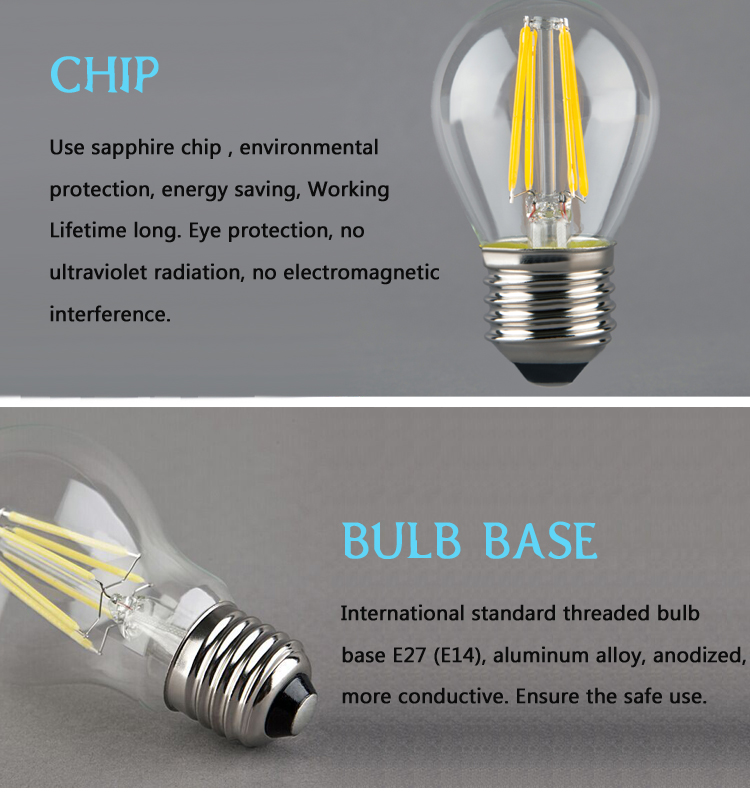 CHIP
Use sapphire chip , environmental
protection, energy saving, Working
Lifetime long. Eye protection, no
ultraviolet radiation, no electromagnetic
interference.
BULB BASE
International standard threaded bulb
base E27 (E14), aluminum alloy, anodized,
more conductive. Ensure the safe use.